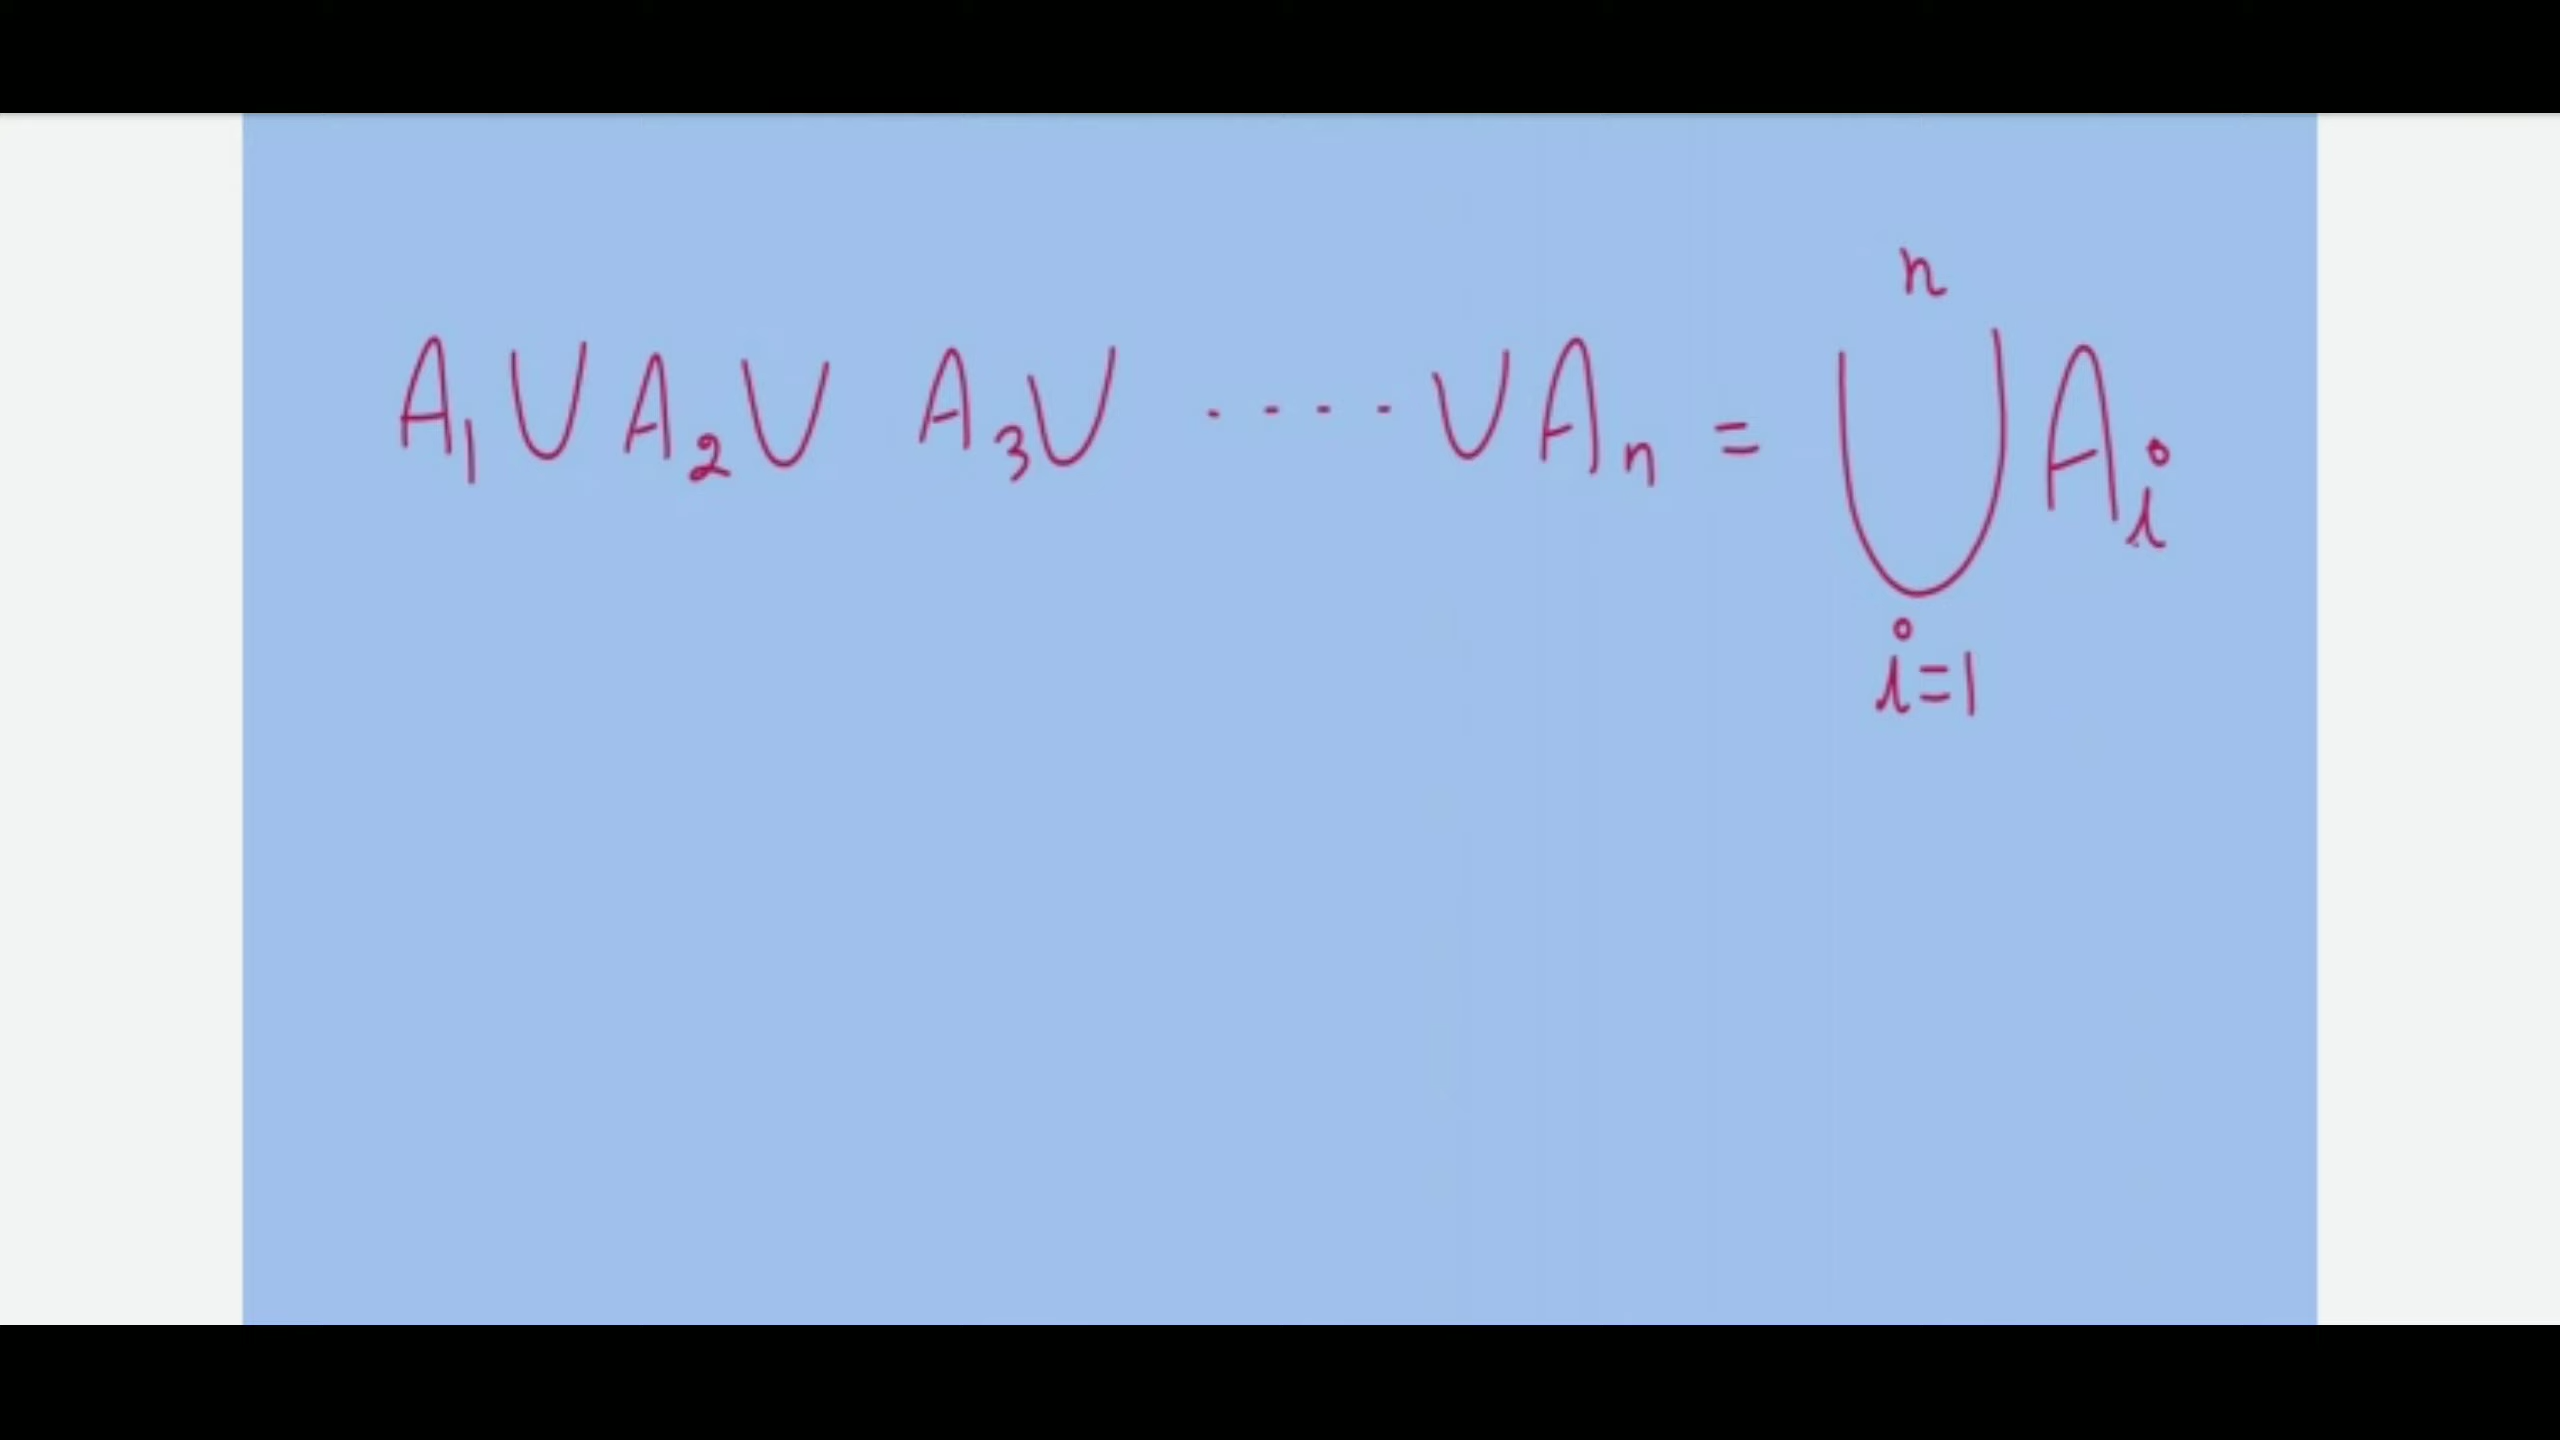 A₁ ∪ A₂ ∪ A₃ ∪ ---- ∪ Aₙ = ⋃ⁿᵢ₌₁ Aᵢ